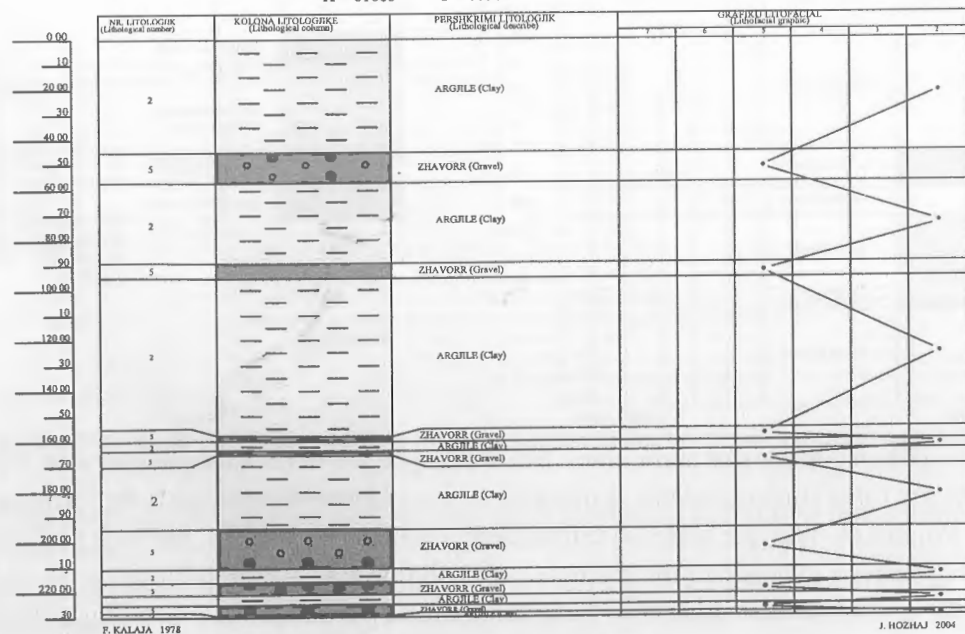 NR. LITOLOGJIK KOLONA LITOLOGJIKE PERSHKRIMI LITOLOGJIK GRAFIKU LITOFACIAL
(Lithological number) (Lithological column) (Lithological describe) (Lithofacial graphic)
7 6 5 4 3 2
0 00
10
20 00 2 ARGJILE (Clay)
30
40 00
50 5 ZHAVORR (Gravel)
60 00
70 2 ARGJILE (Clay)
80 00
90 5 ZHAVORR (Gravel)
100 00
10
120 00
30 2 ARGJILE (Clay)
140 00
50
5 ZHAVORR (Gravel)
160 00 2 ARGJILE (Clay)
70 ZHAVORR (Gravel)
180 00 ARGJILE (Clay)
90
200 00 5 ZHAVORR (Gravel)
10
2 ARGJILE (Clay)
220 00 5 ZHAVORR (Gravel)
ARGJILE (Clay)
30 ZHAVORR (Gravel)
F. KALAJA 1978 J. HOZHAJ 2004